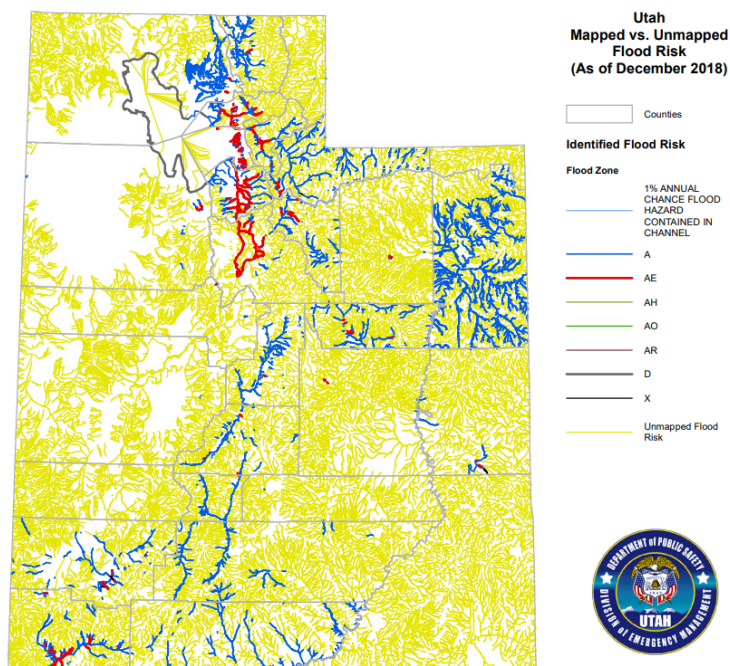 Utah
Mapped vs. Unmapped
Flood Risk
(As of December 2018)
Counties
Identified Flood Risk
Flood Zone
1% ANNUAL
CHANCE FLOOD
HAZARD
CONTAINED IN
CHANNEL
A
AE
AH
AO
AR
D
X
Unmapped Flood
Risk
DEPARTMENT of PUBLIC SAFETY
UTAH
DIVISION of EMERGENCY MANAGEMENT